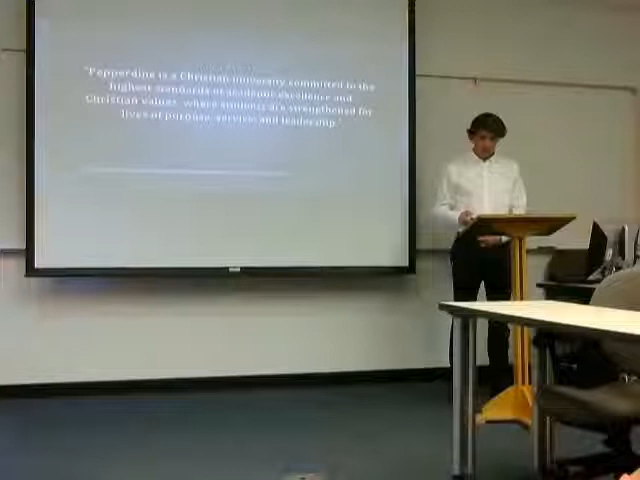 "Pepperdine is a Christian university committed to the
highest standards of academic excellence and
Christian values, where students are strengthened for
lives of purpose, service and leadership."